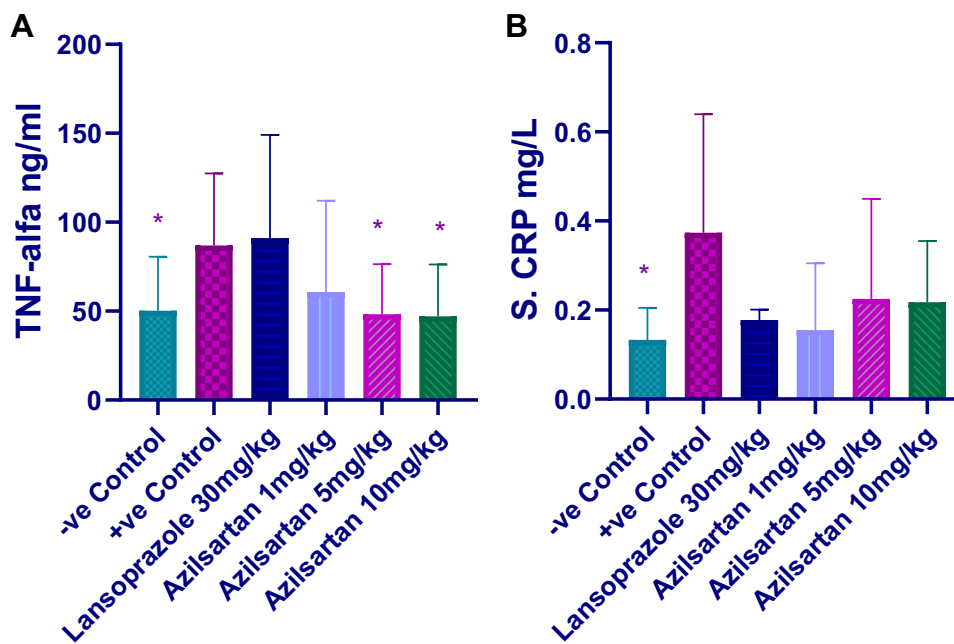 A
TNF-alfa ng/ml
200
150
100
50
0
*
*
*
-ve Control
+ve Control
Lansoprazole 30mg/kg
Azilsartan 1mg/kg
Azilsartan 5mg/kg
Azilsartan 10mg/kg
B
S. CRP mg/L
0.8
0.6
0.4
0.2
0.0
*
-ve Control
+ve Control
Lansoprazole 30mg/kg
Azilsartan 1mg/kg
Azilsartan 5mg/kg
Azilsartan 10mg/kg